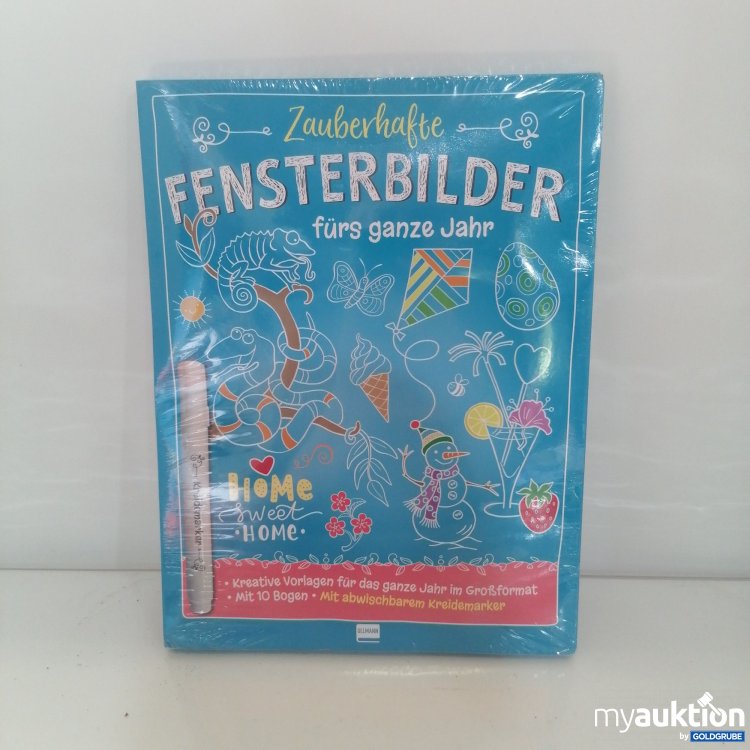 Zauberhafte
FENSTERBILDER
fürs ganze Jahr
Kreidemarker
HOME
sweet
•HOME•
• Kreative Vorlagen für das ganze Jahr im Großformat
• Mit 10 Bogen • Mit abwischbarem Kreidemarker
ULLMANN
myauktion
by GOLDGRUBE